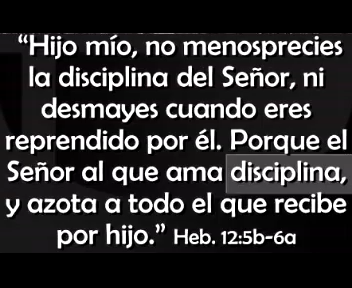 “Hijo mío, no menosprecies
la disciplina del Señor, ni
desmayes cuando eres
reprendido por él. Porque el
Señor al que ama disciplina,
y azota a todo el que recibe
por hijo.” Heb. 12:5b-6a